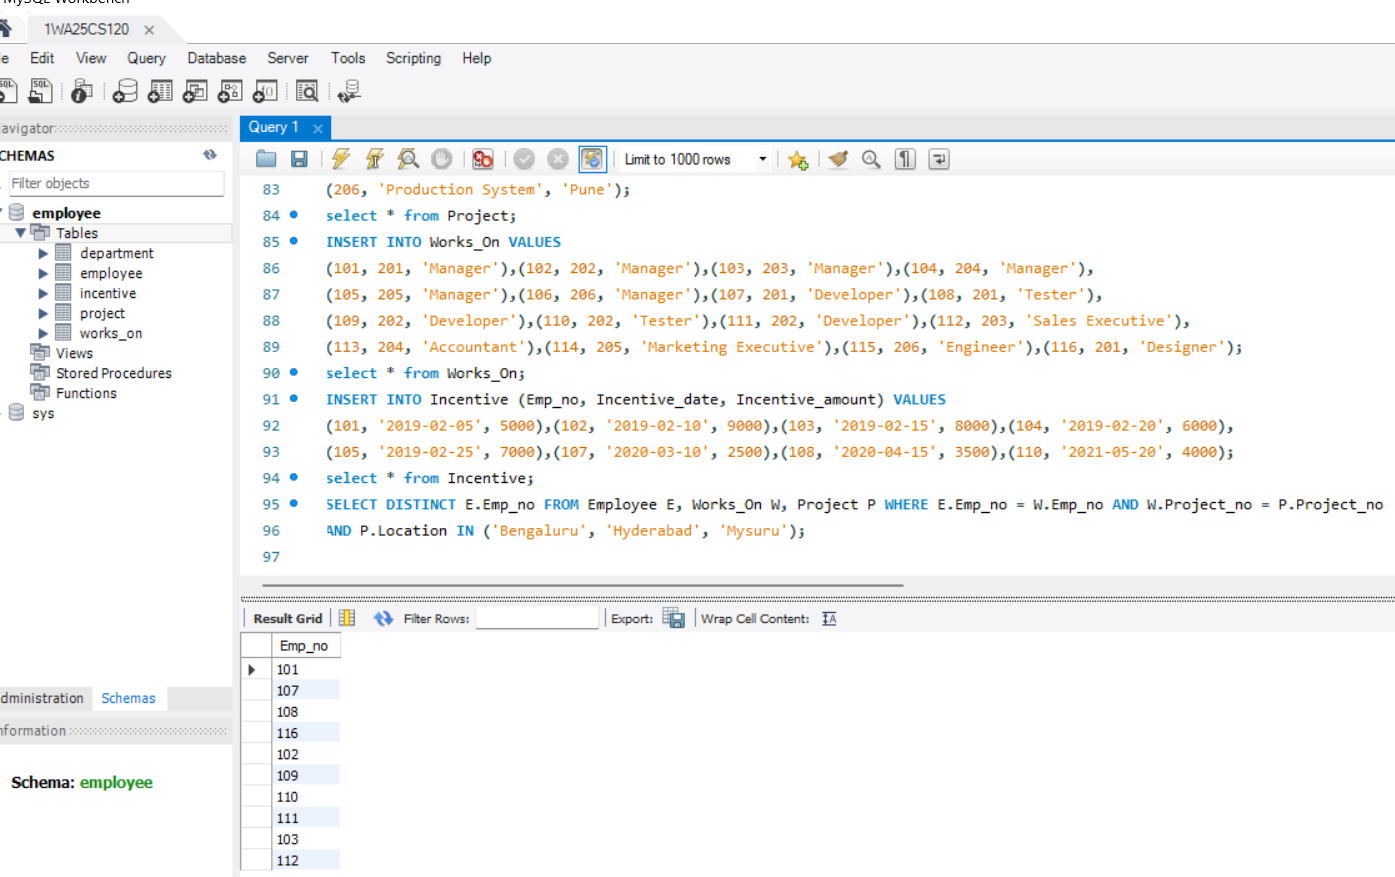 MySQL Workbench
1WA25CS120
Edit View Query Database Server Tools Scripting Help
Query 1
SCHEMAS
Limit to 1000 rows
Filter objects
employee
Tables
department
employee
incentive
project
works_on
Views
Stored Procedures
Functions
sys
83 (206, 'Production System', 'Pune');
84 select * from Project;
85 INSERT INTO Works_On VALUES
86 (101, 201, 'Manager'),(102, 202, 'Manager'),(103, 203, 'Manager'),(104, 204, 'Manager'),
87 (105, 205, 'Manager'),(106, 206, 'Manager'),(107, 201, 'Developer'),(108, 201, 'Tester'),
88 (109, 202, 'Developer'),(110, 202, 'Tester'),(111, 202, 'Developer'),(112, 203, 'Sales Executive'),
89 (113, 204, 'Accountant'),(114, 205, 'Marketing Executive'),(115, 206, 'Engineer'),(116, 201, 'Designer');
90 select * from Works_On;
91 INSERT INTO Incentive (Emp_no, Incentive_date, Incentive_amount) VALUES
92 (101, '2019-02-05', 5000),(102, '2019-02-10', 9000),(103, '2019-02-15', 8000),(104, '2019-02-20', 6000),
93 (105, '2019-02-25', 7000),(107, '2020-03-10', 2500),(108, '2020-04-15', 3500),(110, '2021-05-20', 4000);
94 select * from Incentive;
95 SELECT DISTINCT E.Emp_no FROM Employee E, Works_On W, Project P WHERE E.Emp_no = W.Emp_no AND W.Project_no = P.Project_no
96 AND P.Location IN ('Bengaluru', 'Hyderabad', 'Mysuru');
97
Result Grid Filter Rows: Export: Wrap Cell Content:
Emp_no
101
107
108
116
102
109
110
111
103
112
Administration Schemas
Information
Schema: employee